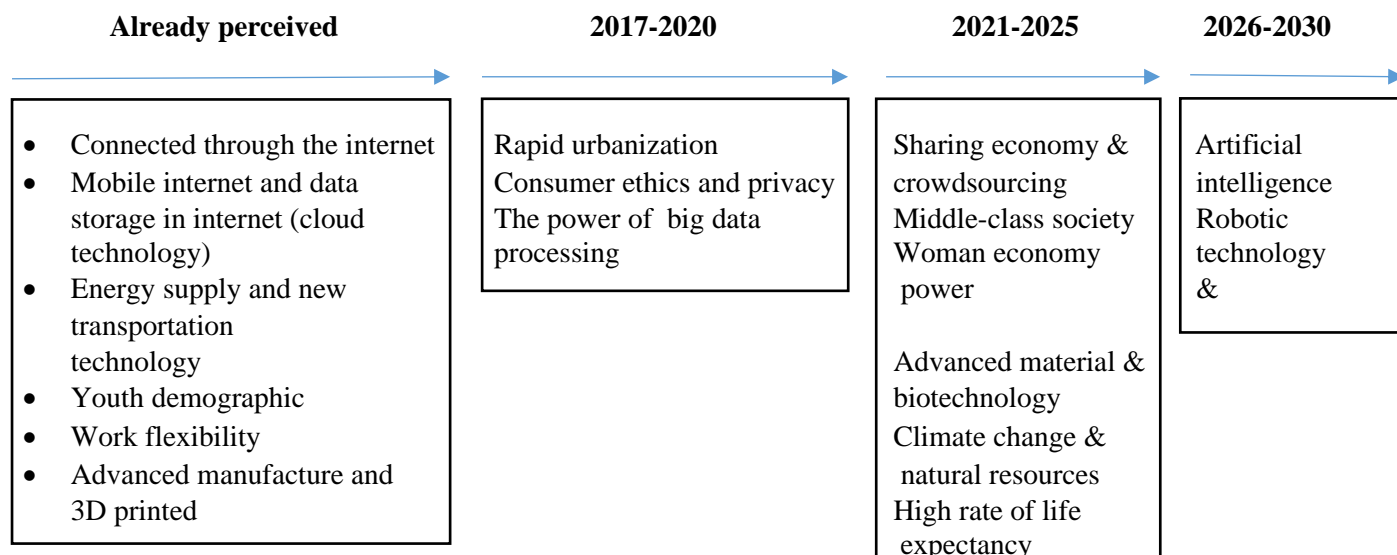 Already perceived
2017-2020
2021-2025
2026-2030
• Connected through the internet
• Mobile internet and data
storage in internet (cloud
technology)
• Energy supply and new
transportation
technology
• Youth demographic
• Work flexibility
• Advanced manufacture and
3D printed
Rapid urbanization
Consumer ethics and privacy
The power of big data
processing
Sharing economy &
crowdsourcing
Middle-class society
Woman economy
power
Advanced material &
biotechnology
Climate change &
natural resources
High rate of life
expectancy
Artificial
intelligence
Robotic
technology
&